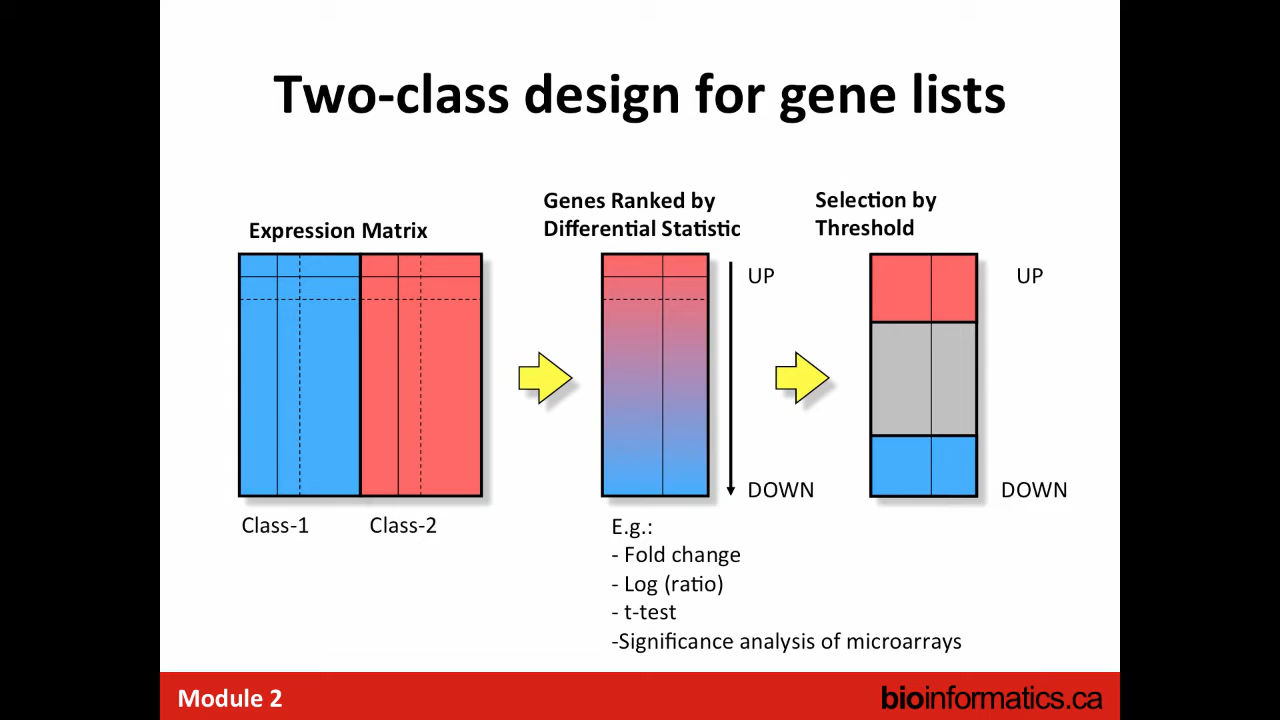 Two-class design for gene lists
Expression Matrix
Genes Ranked by
Differential Statistic
Selection by
Threshold
UP
DOWN
UP
DOWN
Class-1
Class-2
E.g.:
- Fold change
- Log (ratio)
- t-test
-Significance analysis of microarrays
Module 2
bioinformatics.ca